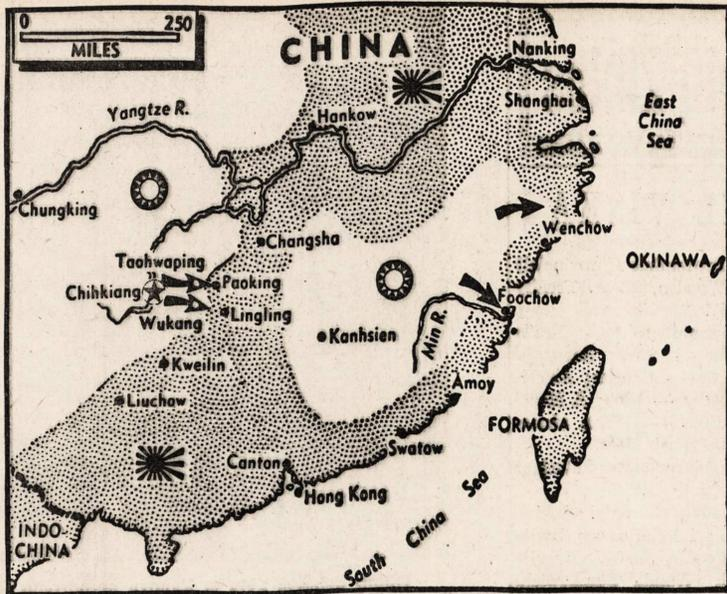 0 250
MILES
CHINA
Nanking
Shanghai
East
China
Sea
Hankow
Yangtze R.
Chungking
Wenchow
Changsha
Taohwaping
OKINAWA
Chihkiang
Paoking
Foochow
Lingling
Wukang
Min R.
Kanhsien
Kweilin
Amoy
Liuchow
FORMOSA
Swatow
Canton
Hong Kong
South China Sea
INDO-
CHINA